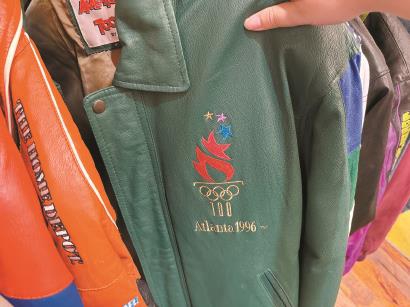 THE HOME DEPOT
100
Atlanta 1996 ~